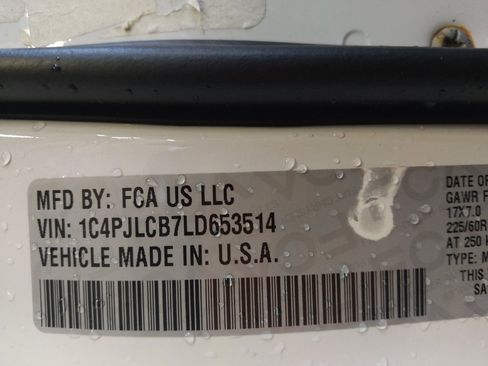 MFD BY: FCA US LLC
VIN: 1C4PJLCB7LD653514
VEHICLE MADE IN: U.S.A.
DATE OF
GAWR F
17X7.0
225/60R
AT 250 k
TYPE: M
THIS
SA